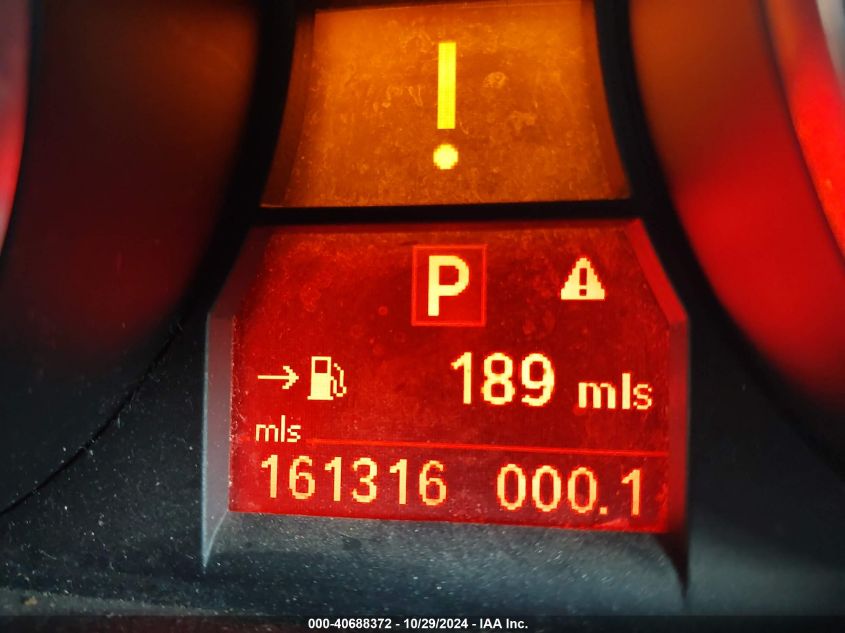 !
P
189 mls
mls
161316 000.1
000-40688372 - 10/29/2024 - IAA Inc.